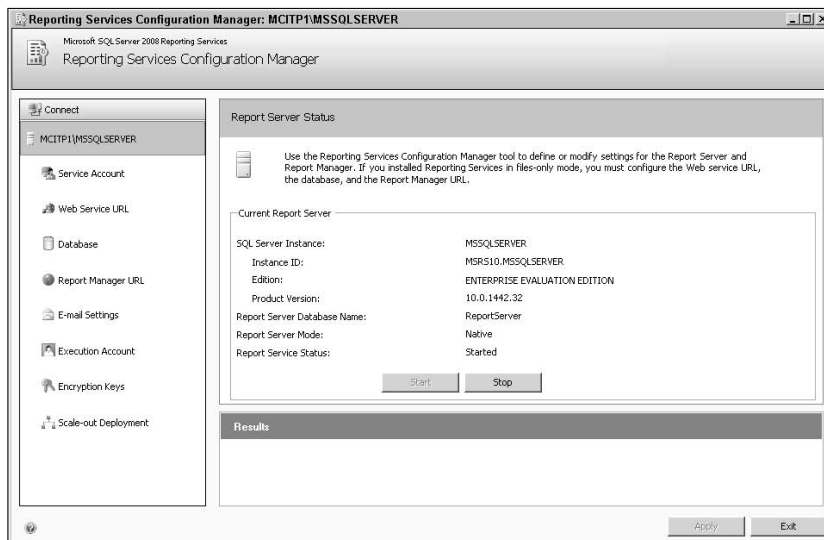 Reporting Services Configuration Manager: MCITP1\MSSQLSERVER
Microsoft SQL Server 2008 Reporting Services
Reporting Services Configuration Manager
Connect
MCITP1\MSSQLSERVER
Service Account
Web Service URL
Database
Report Manager URL
E-mail Settings
Execution Account
Encryption Keys
Scale-out Deployment
Report Server Status
Use the Reporting Services Configuration Manager tool to define or modify settings for the Report Server and
Report Manager. If you installed Reporting Services in files-only mode, you must configure the Web service URL,
the database, and the Report Manager URL.
Current Report Server
SQL Server Instance: MSSQLSERVER
Instance ID: MSRS10.MSSQLSERVER
Edition: ENTERPRISE EVALUATION EDITION
Product Version: 10.0.1442.32
Report Server Database Name: ReportServer
Report Server Mode: Native
Report Service Status: Started
Start Stop
Results
Apply Exit